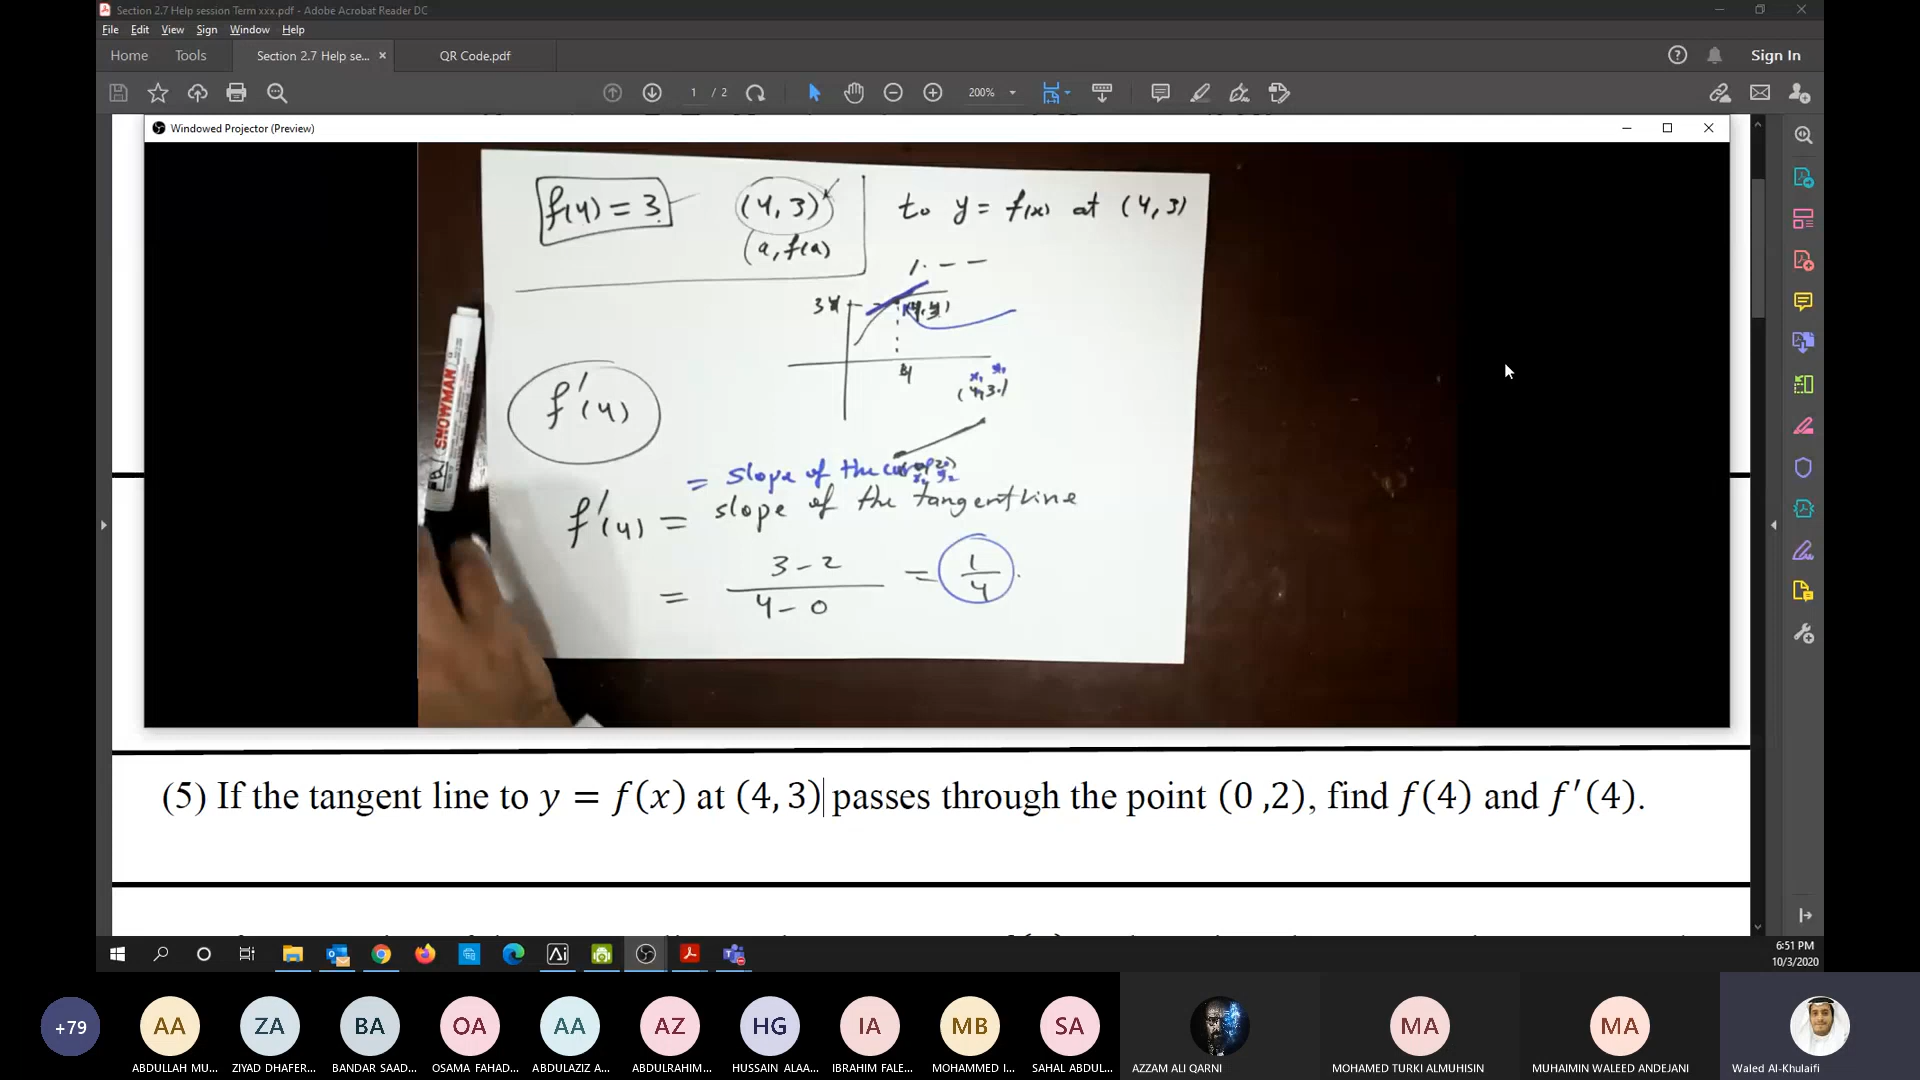 Section 2.7 Help session Term xxx.pdf - Adobe Acrobat Reader DC
File Edit View Sign Window Help
Home Tools Section 2.7 Help se... × QR Code.pdf Sign In
1 / 2 200%
Windowed Projector (Preview)
f(4) = 3 (4, 3) to y = f(x) at (4, 3)
(a, f(a)
3
4
(4, 3)
f'(4)
SNOWMAN
= slope of the
f'(4) = slope of the tangent line
= 3 - 2 / 4 - 0 = 1/4
(5) If the tangent line to y = f(x) at (4, 3) passes through the point (0 ,2), find f(4) and f'(4).
6:51 PM
10/3/2020
+79 AA ZA BA OA AA AZ HG IA MB SA MA MA
ABDULLAH MU... ZIYAD DHAFER... BANDAR SAAD... OSAMA FAHAD... ABDULAZIZ A... ABDULRAHIM... HUSSAIN ALAA... IBRAHIM FALE... MOHAMMED I... SAHAL ABDUL... AZZAM ALI QARNI MOHAMED TURKI ALMUHISIN MUHAIMIN WALEED ANDEJANI Waled Al-Khulaifi